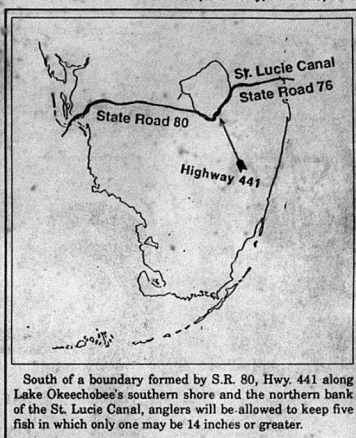 St. Lucie Canal
State Road 76
State Road 80
Highway 441
South of a boundary formed by S.R. 80, Hwy. 441 along
Lake Okeechobee's southern shore and the northern bank
of the St. Lucie Canal, anglers will be allowed to keep five
fish in which only one may be 14 inches or greater.